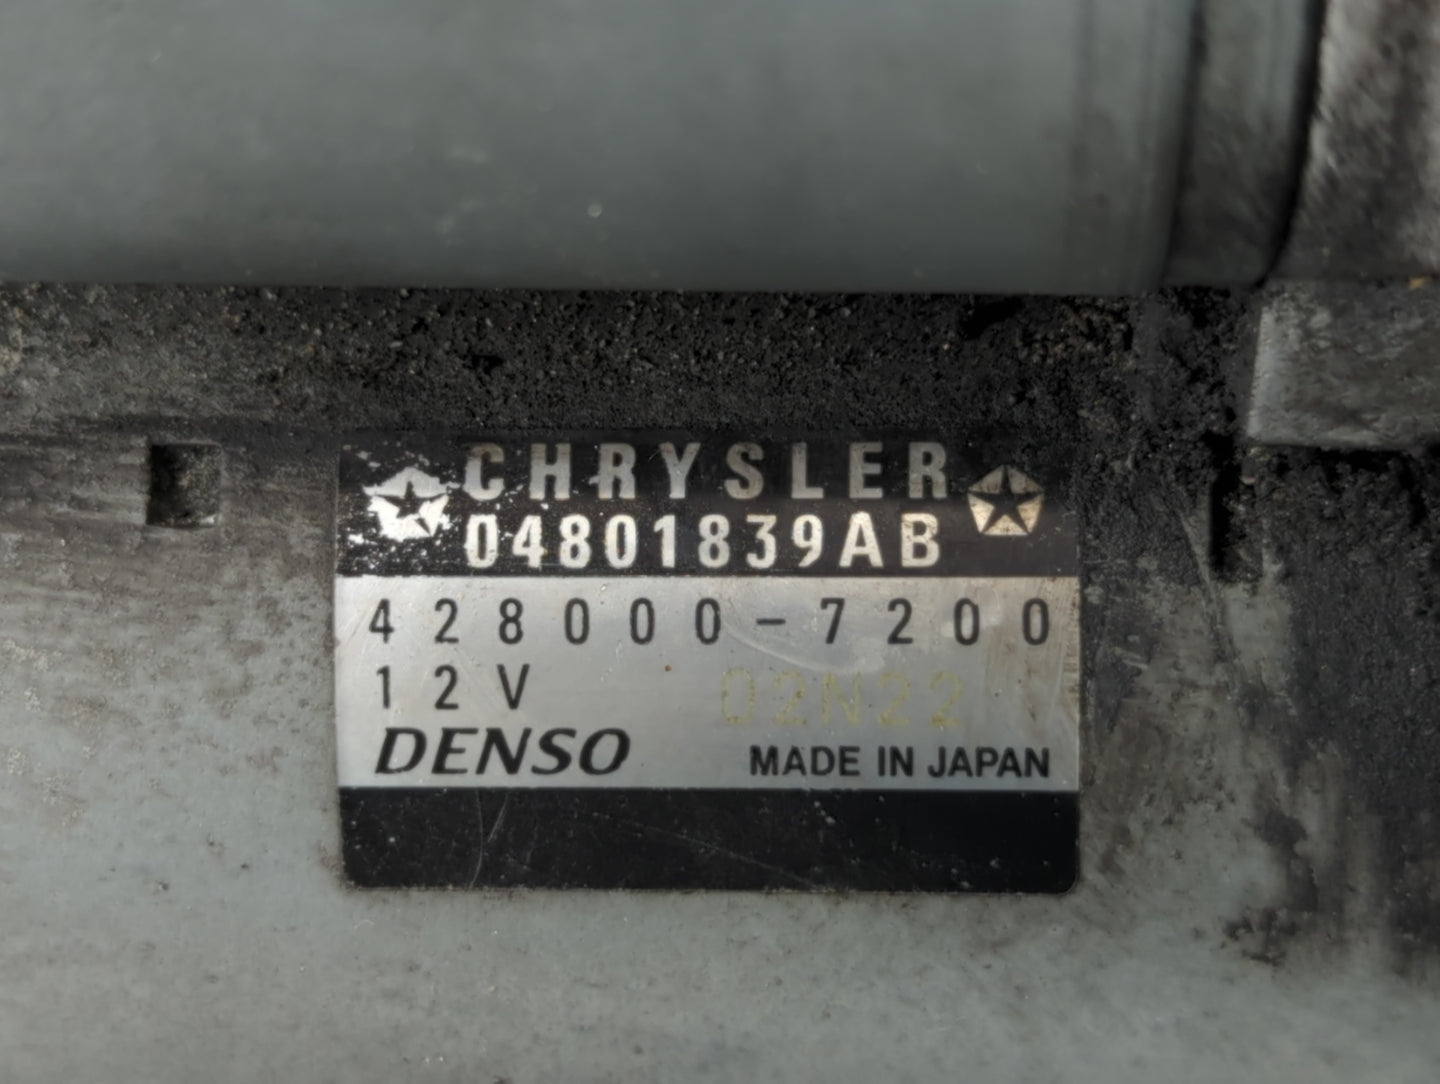 CHRYSLER
04801839AB
428000-7200
12V 02N22
DENSO MADE IN JAPAN